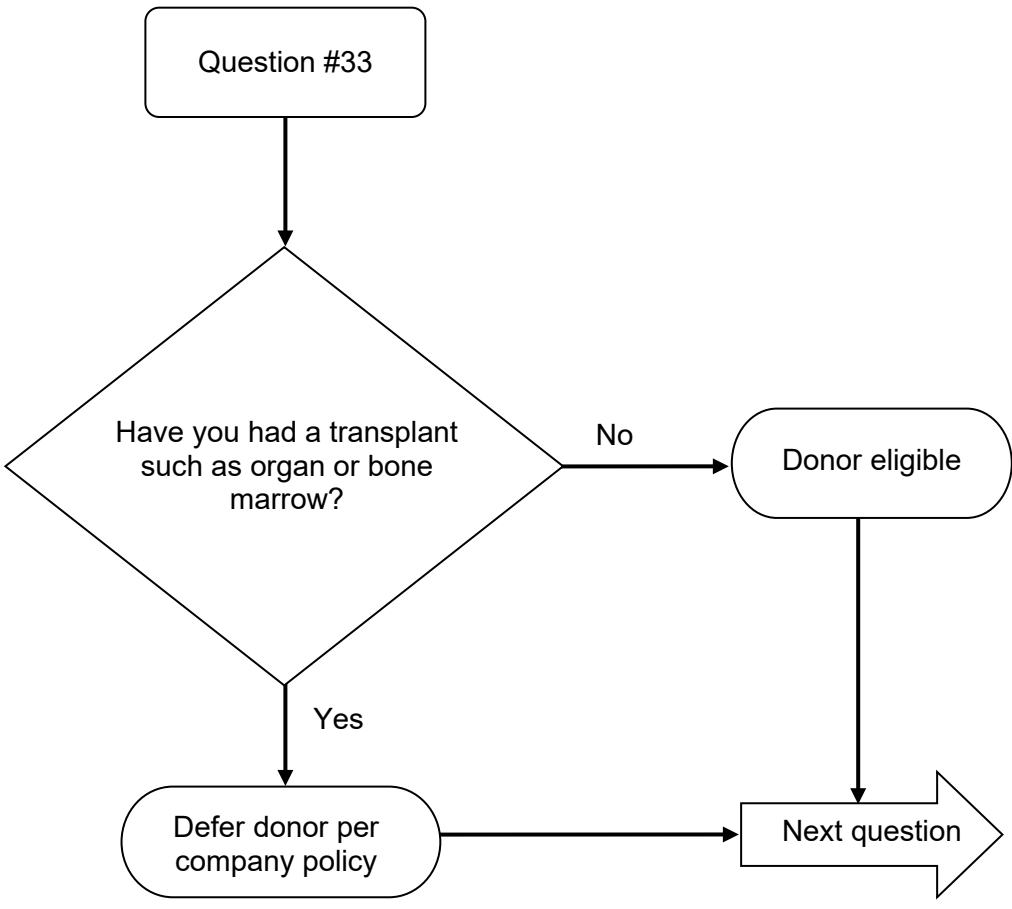 Question #33
Have you had a transplant
such as organ or bone
marrow?
No
Donor eligible
Yes
Defer donor per
company policy
Next question